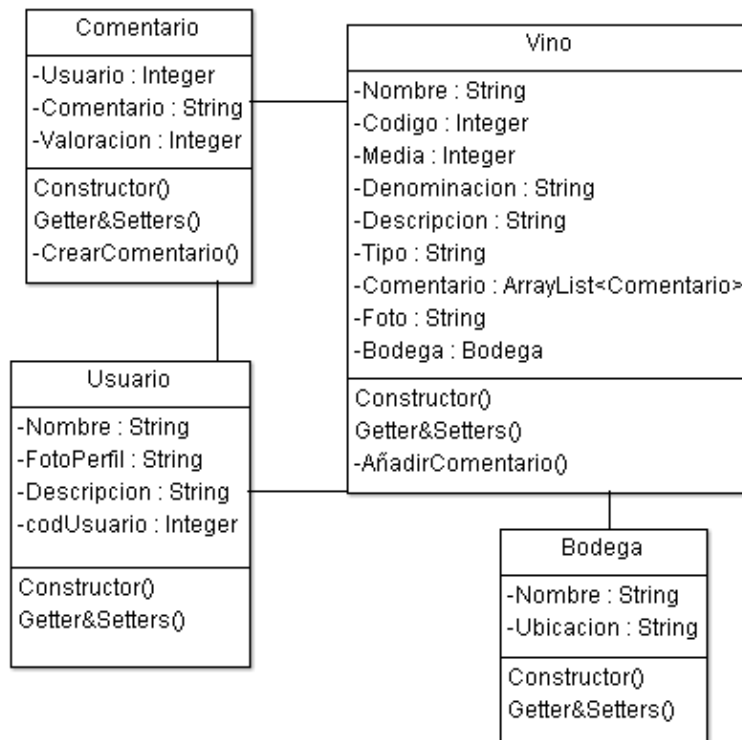 Comentario
-Usuario : Integer
-Comentario : String
-Valoracion : Integer
Constructor()
Getter&Setters()
-CrearComentario()
Vino
-Nombre : String
-Codigo : Integer
-Media : Integer
-Denominacion : String
-Descripcion : String
-Tipo : String
-Comentario : ArrayList<Comentario>
-Foto : String
-Bodega : Bodega
Constructor()
Getter&Setters()
-AñadirComentario()
Usuario
-Nombre : String
-FotoPerfil : String
-Descripcion : String
-codUsuario : Integer
Constructor()
Getter&Setters()
Bodega
-Nombre : String
-Ubicacion : String
Constructor()
Getter&Setters()